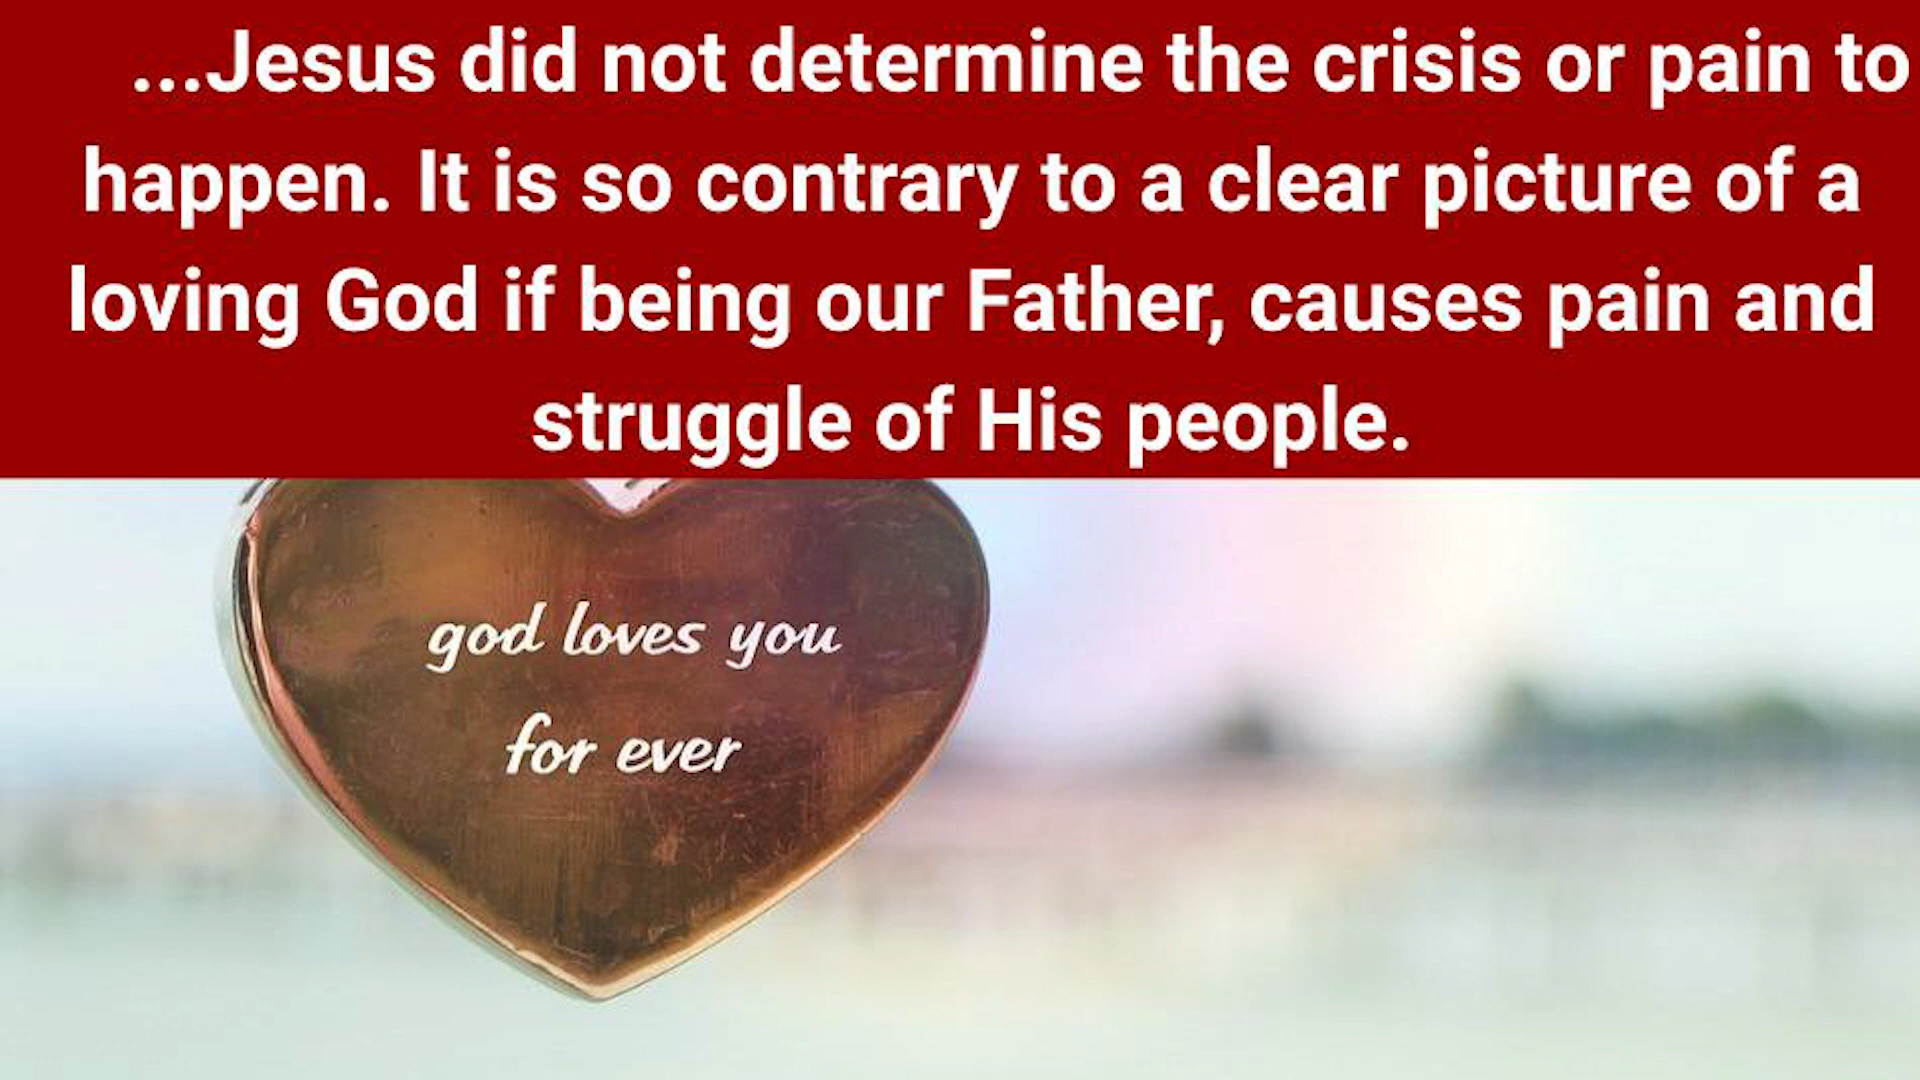 ...Jesus did not determine the crisis or pain to
happen. It is so contrary to a clear picture of a
loving God if being our Father, causes pain and
struggle of His people.
god loves you
for ever